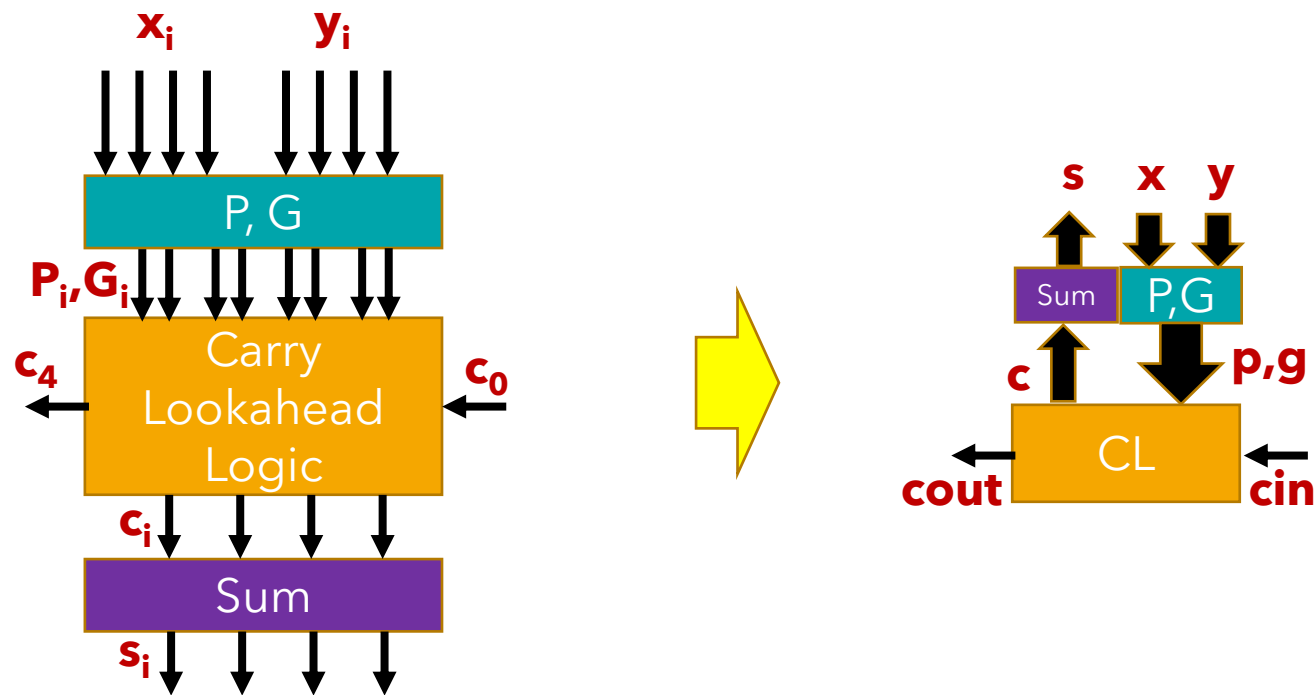 xᵢ yᵢ
P, G
Pᵢ,Gᵢ
Carry
Lookahead
Logic
c₄
c₀
cᵢ
Sum
sᵢ
s x y
Sum
P,G
c
p,g
CL
cout
cin